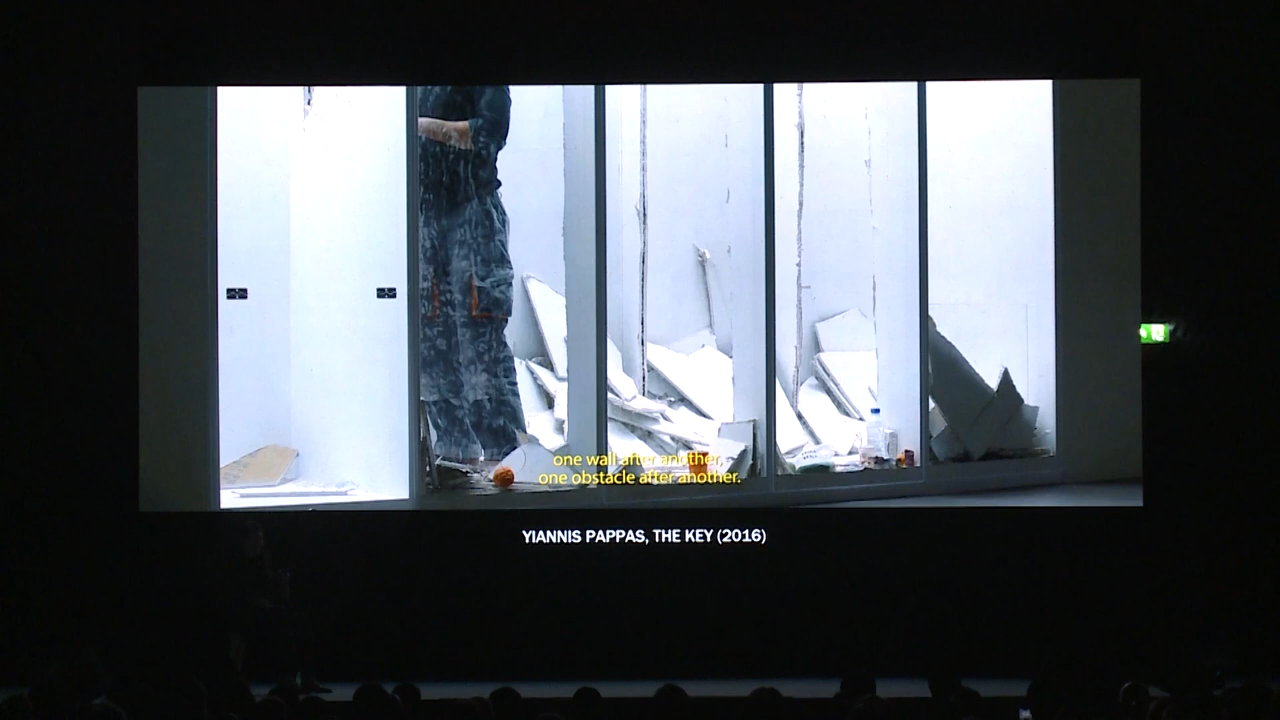 one wall after another,
one obstacle after another.
YIANNIS PAPPAS, THE KEY (2016)